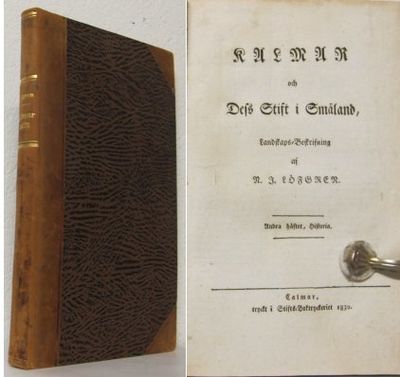 KALMAR
och
Dess Stift i Småland,
Landskaps-Beskrifning
af
N. J. LÖFGREN.
Andra häftet, Historia.
Calmar,
tryckt i Stifts-Boktryckeriet 1830.